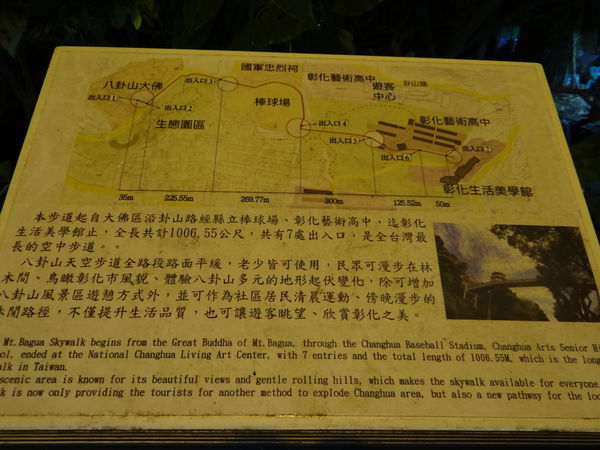 國軍忠烈祠
八卦山大佛
出入口3
彰化藝術高中
遊客
中心
卦山路
出入口1
出入口2
棒球場
生態園區
出入口4
彰化藝術高中
出入口5
出入口6
出入口7
彰化生活美學館
35m 225.55m 269.77m 300m 125.52m 50m
本步道起自大佛區沿卦山路經縣立棒球場、彰化藝術高中，迄彰化
生活美學館止，全長共計1006.55公尺，共有7處出入口，是全台灣最
長的空中步道。。
八卦山天空步道全路段路面平緩，老少皆可使用，民眾可漫步在林
木間、鳥瞰彰化市風貌、體驗八卦山多元的地形起伏變化，除可增加
八卦山風景區遊憩方式外，並可作為社區居民清晨運動、傍晚漫步的
休閒路徑，不僅提升生活品質，也可讓遊客眺望、欣賞彰化之美。
Mt.Bagua Skywalk begins from the Great Buddha of Mt.Bagua, through the Changhua Baseball Stadium, Changhua Arts Senior Hi
ool, ended at the National Changhua Living Art Center, with 7 entries and the total length of 1006.55M, which is the long
alk in Taiwan.
scenic area is known for its beautiful views and gentle rolling hills, which makes the skywalk available for everyone.
lk is now only providing the tourists for another method to explode Changhua area, but also a new pathway for the loc